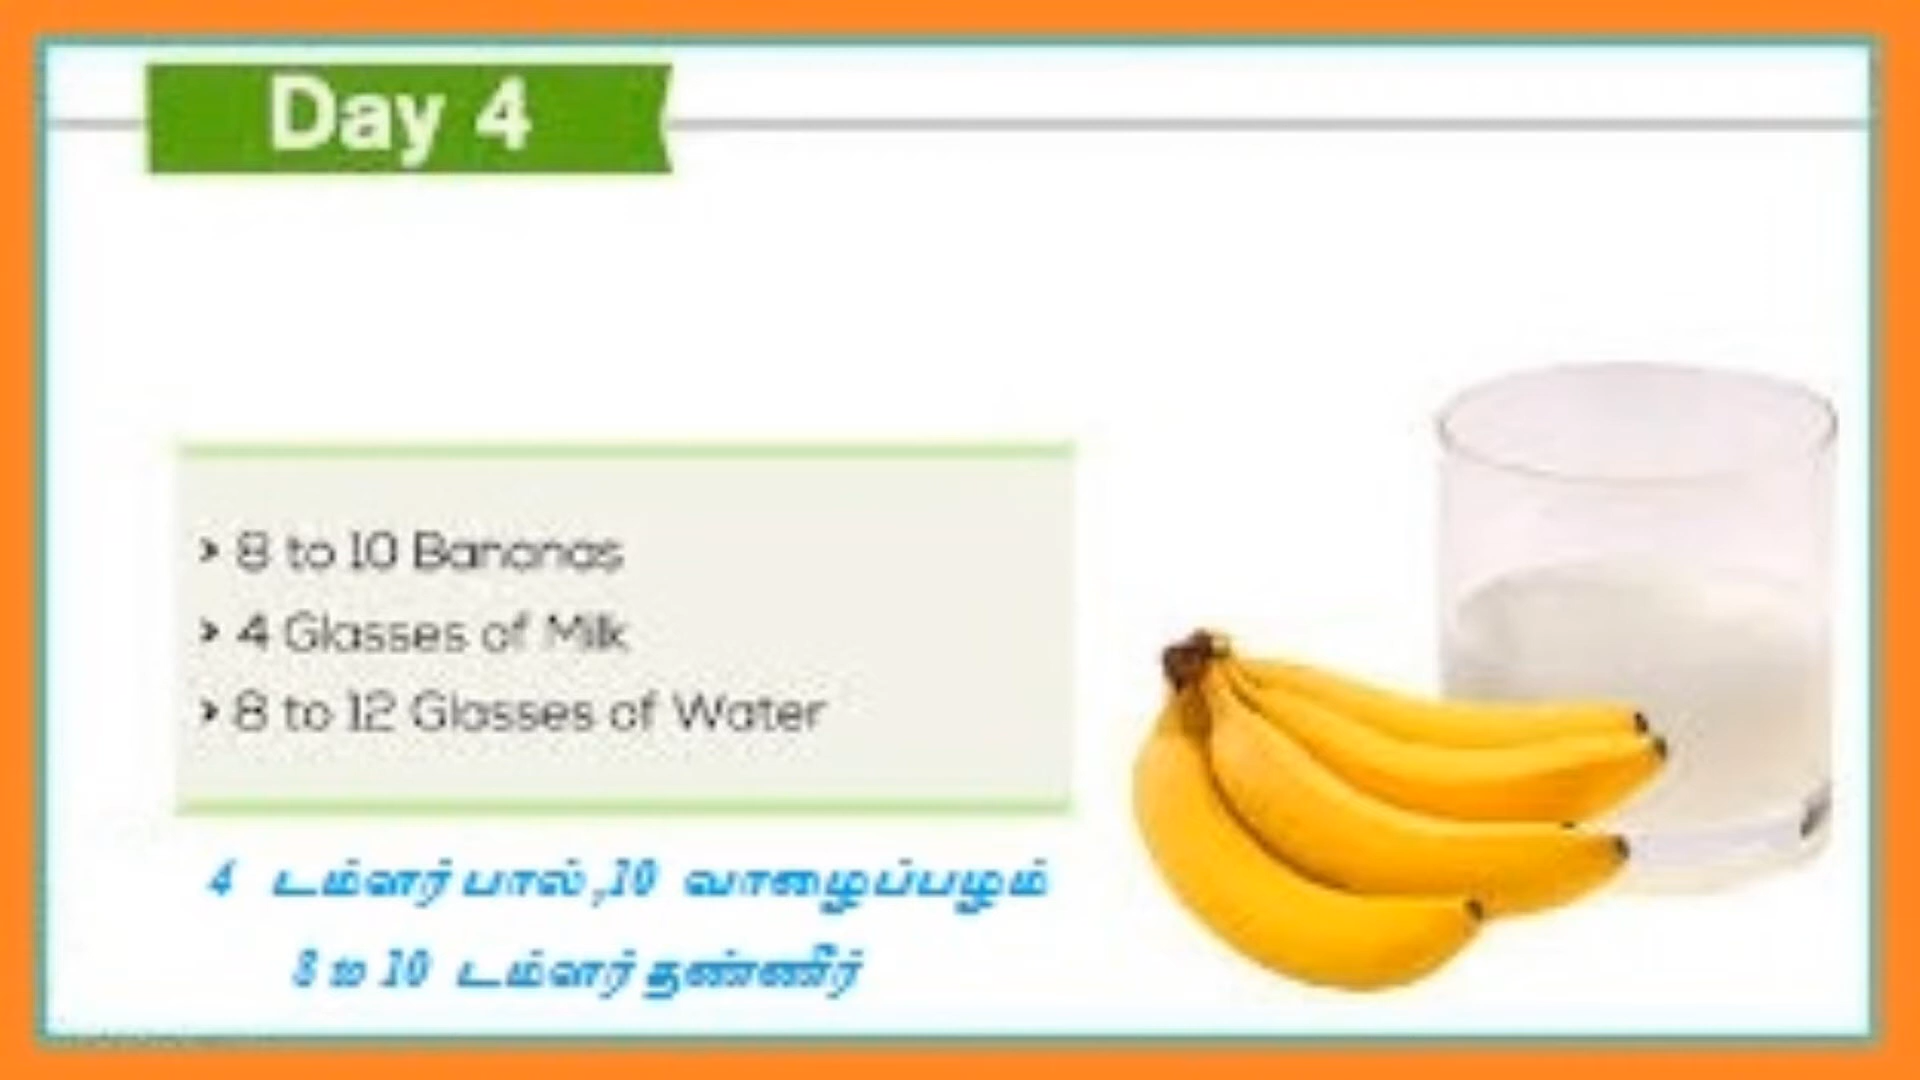 Day 4
> 8 to 10 Bananas
> 4 Glasses of Milk
> 8 to 12 Glasses of Water
4 டம்ளர் பால் ,10 வாழைப்பழம்
8 to 10 டம்ளர் தண்ணீர்